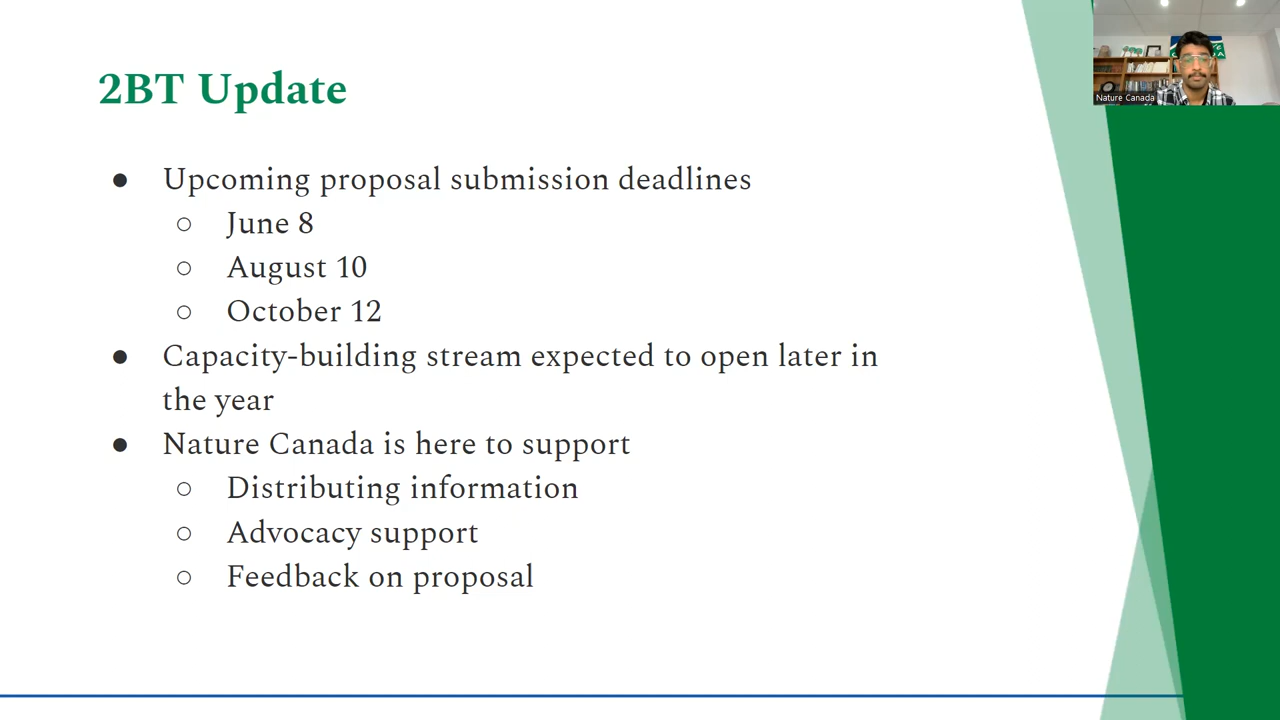 2BT Update
● Upcoming proposal submission deadlines
○ June 8
○ August 10
○ October 12
● Capacity-building stream expected to open later in
the year
● Nature Canada is here to support
○ Distributing information
○ Advocacy support
○ Feedback on proposal
Nature Canada